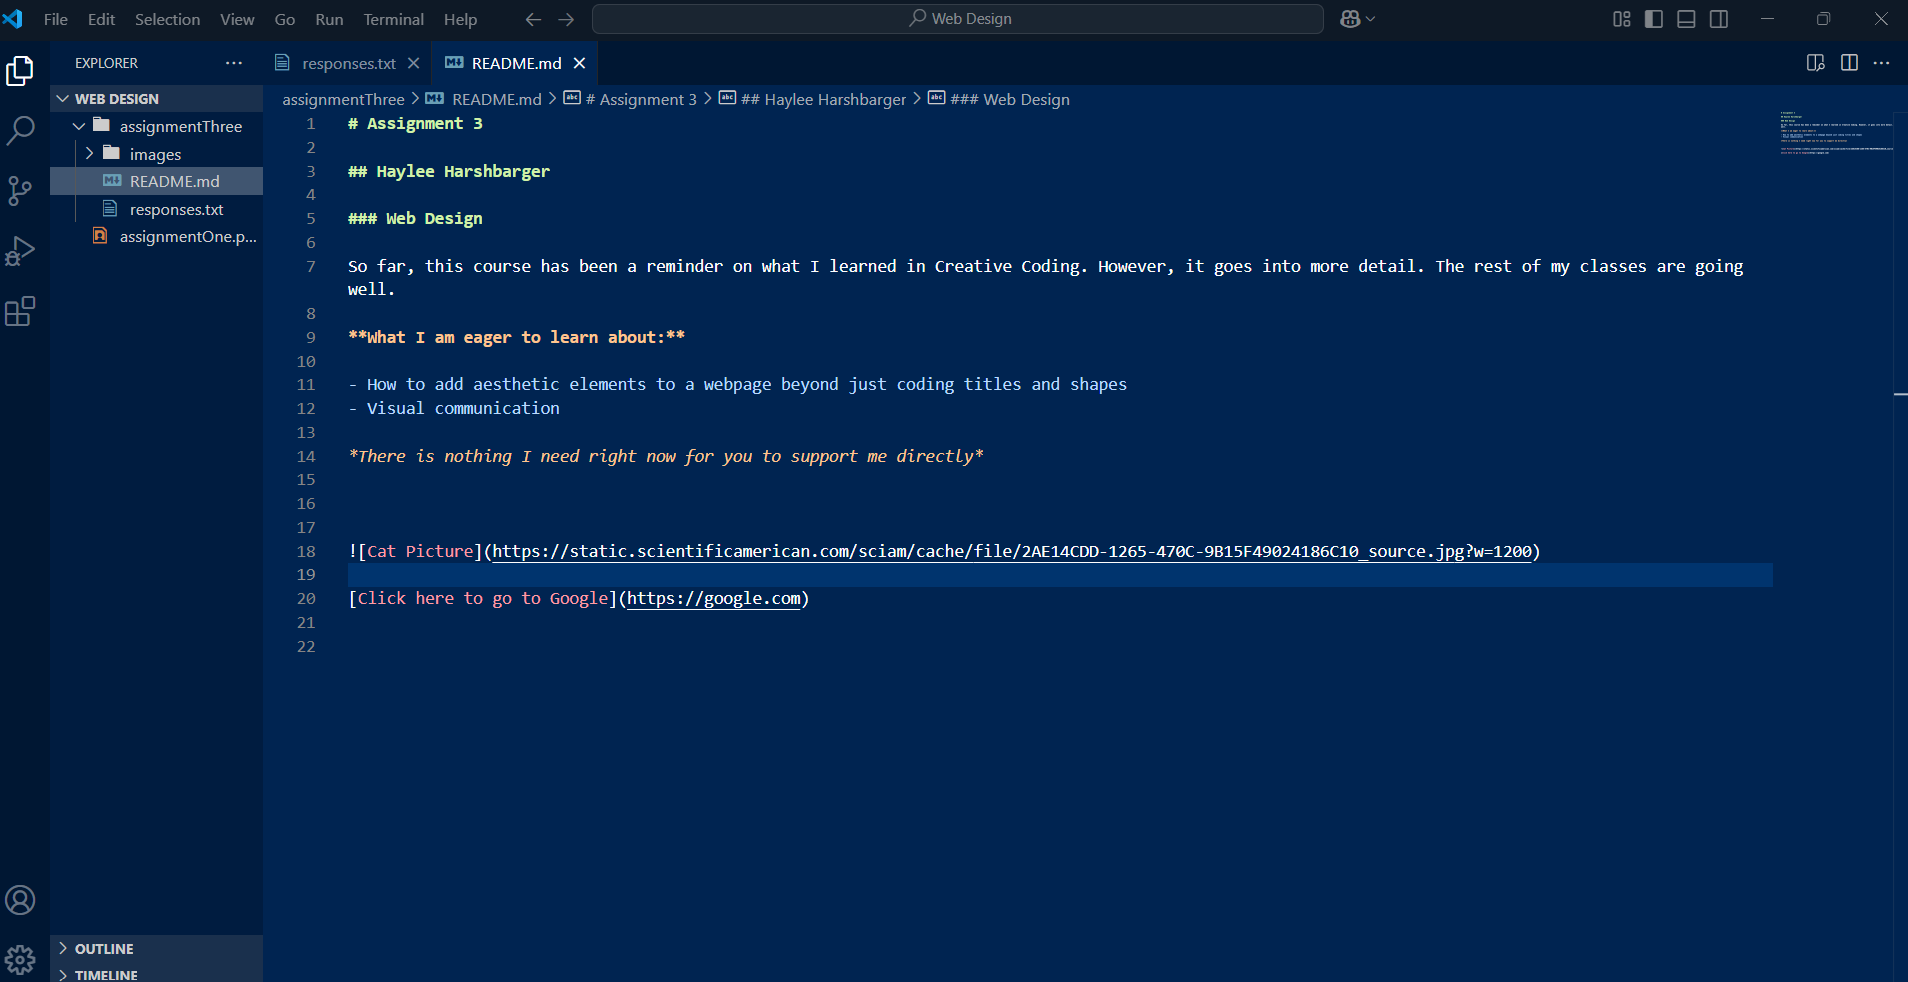 File Edit Selection View Go Run Terminal Help Web Design
EXPLORER
responses.txt README.md
WEB DESIGN
assignmentThree
images
README.md
responses.txt
assignmentOne.p...
assignmentThree README.md # Assignment 3 ## Haylee Harshbarger ### Web Design
1 # Assignment 3
2
3 ## Haylee Harshbarger
4
5 ### Web Design
6
7 So far, this course has been a reminder on what I learned in Creative Coding. However, it goes into more detail. The rest of my classes are going
well.
8
9 **What I am eager to learn about:**
10
11 - How to add aesthetic elements to a webpage beyond just coding titles and shapes
12 - Visual communication
13
14 *There is nothing I need right now for you to support me directly*
15
16
17
18 ![Cat Picture](https://static.scientificamerican.com/sciam/cache/file/2AE14CDD-1265-470C-9B15F49024186C10_source.jpg?w=1200)
19
20 [Click here to go to Google](https://google.com)
21
22
OUTLINE
TIMELINE